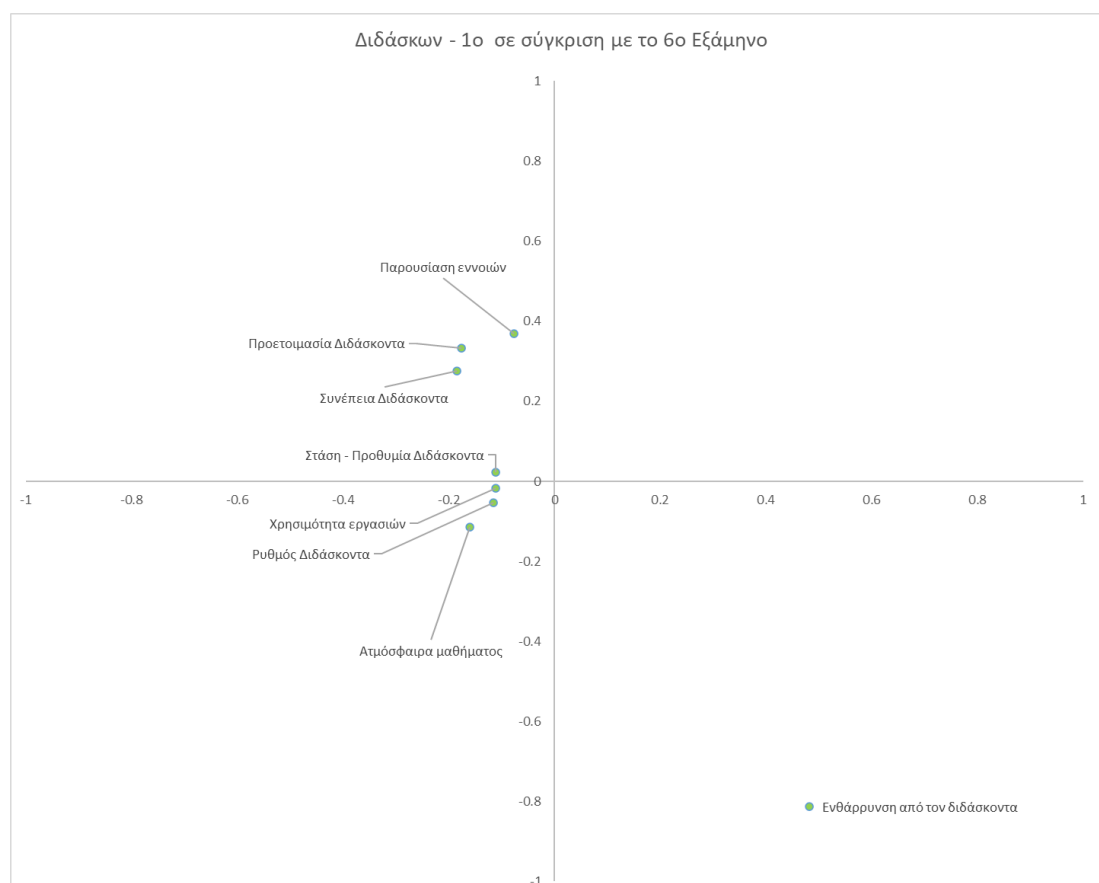 Διδάσκων - 1ο  σε σύγκριση με το 6ο Εξάμηνο
1
0.8
0.6
Παρουσίαση εννοιών
0.4
Προετοιμασία Διδάσκοντα
0.2
Συνέπεια Διδάσκοντα
Στάση - Προθυμία Διδάσκοντα
0
-1 -0.8 -0.6 -0.4 -0.2 0 0.2 0.4 0.6 0.8 1
Χρησιμότητα εργασιών
Ρυθμός Διδάσκοντα
-0.2
-0.4
Ατμόσφαιρα μαθήματος
-0.6
-0.8
Ενθάρρυνση από τον διδάσκοντα
-1